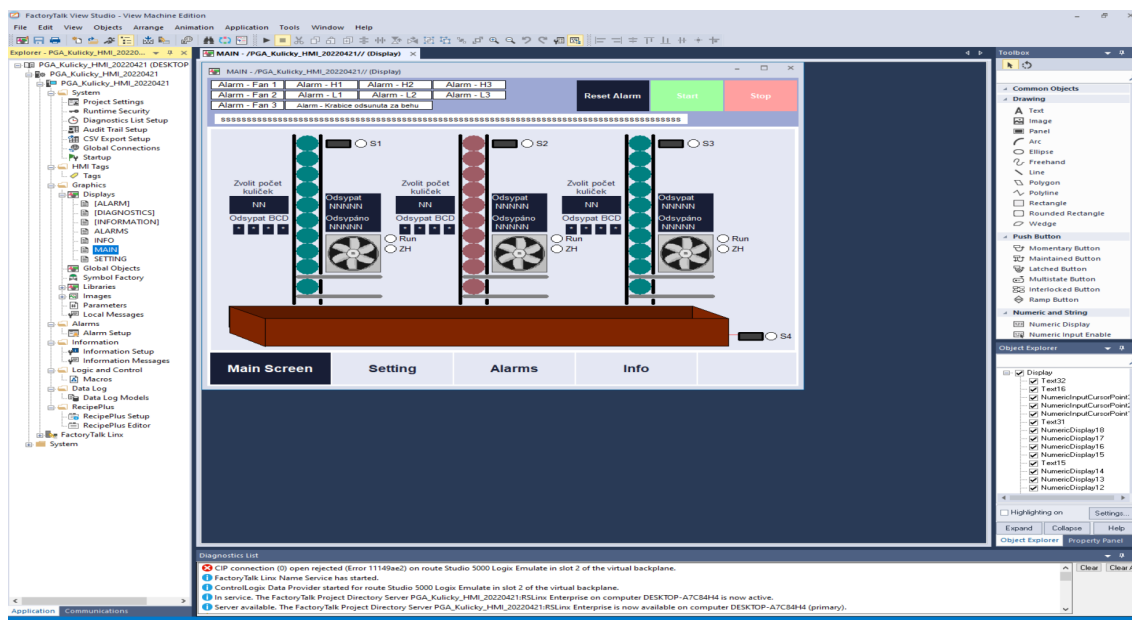 FactoryTalk View Studio - View Machine Edition
File Edit View Objects Arrange Animation Application Tools Window Help
Explorer - PGA_Kulicky_HMI_20220...
PGA_Kulicky_HMI_20220421 (DESKTOP
PGA_Kulicky_HMI_20220421
PGA_Kulicky_HMI_20220421
System
Project Settings
Runtime Security
Diagnostics List Setup
Audit Trail Setup
CSV Export Setup
Global Connections
Startup
HMI Tags
Tags
Graphics
Displays
[ALARM]
[DIAGNOSTICS]
[INFORMATION]
ALARMS
INFO
MAIN
SETTING
Global Objects
Symbol Factory
Libraries
Images
Parameters
Local Messages
Alarms
Alarm Setup
Information
Information Setup
Information Messages
Logic and Control
Macros
Data Log
Data Log Models
RecipePlus
RecipePlus Setup
RecipePlus Editor
FactoryTalk Linx
System
Application Communications
MAIN - /PGA_Kulicky_HMI_20220421// (Display)
MAIN - /PGA_Kulicky_HMI_20220421// (Display)
Alarm - Fan 1 Alarm - H1 Alarm - H2 Alarm - H3
Alarm - Fan 2 Alarm - L1 Alarm - L2 Alarm - L3
Alarm - Fan 3 Alarm - Krabice odsunuta za behu
Reset Alarm Start Stop
S1 S2 S3
Zvolit počet Zvolit počet Zvolit počet
kuliček kuliček kuliček
NN NN NN
Odsypat Odsypat Odsypat
NNNNN NNNNN NNNNN
Odsypat BCD Odsypáno Odsypat BCD Odsypáno Odsypat BCD Odsypáno
NNNNN NNNNN NNNNN
Run Run Run
ZH ZH ZH
S4
Main Screen Setting Alarms Info
Toolbox
Common Objects
Drawing
Text
Image
Panel
Arc
Ellipse
Freehand
Line
Polygon
Polyline
Rectangle
Rounded Rectangle
Wedge
Push Button
Momentary Button
Maintained Button
Latched Button
Multistate Button
Interlocked Button
Ramp Button
Numeric and String
Numeric Display
Numeric Input Enable
Object Explorer
Display
Text32
Text16
NumericInputCursorPoint
NumericInputCursorPoint
NumericInputCursorPoint
Text31
NumericDisplay18
NumericDisplay17
NumericDisplay16
NumericDisplay15
Text15
NumericDisplay14
NumericDisplay13
NumericDisplay12
Highlighting on Settings...
Expand Collapse Help
Object Explorer Property Panel
Diagnostics List
CIP connection (0) open rejected (Error 11149ae2) on route Studio 5000 Logix Emulate in slot 2 of the virtual backplane.
FactoryTalk Linx Name Service has started.
ControlLogix Data Provider started for route Studio 5000 Logix Emulate in slot 2 of the virtual backplane.
In service. The FactoryTalk Project Directory Server PGA_Kulicky_HMI_20220421:RSLinx Enterprise on computer DESKTOP-A7C84H4 is now active.
Server available. The FactoryTalk Project Directory Server PGA_Kulicky_HMI_20220421:RSLinx Enterprise is now available on computer DESKTOP-A7C84H4 (primary).
Clear Clear A